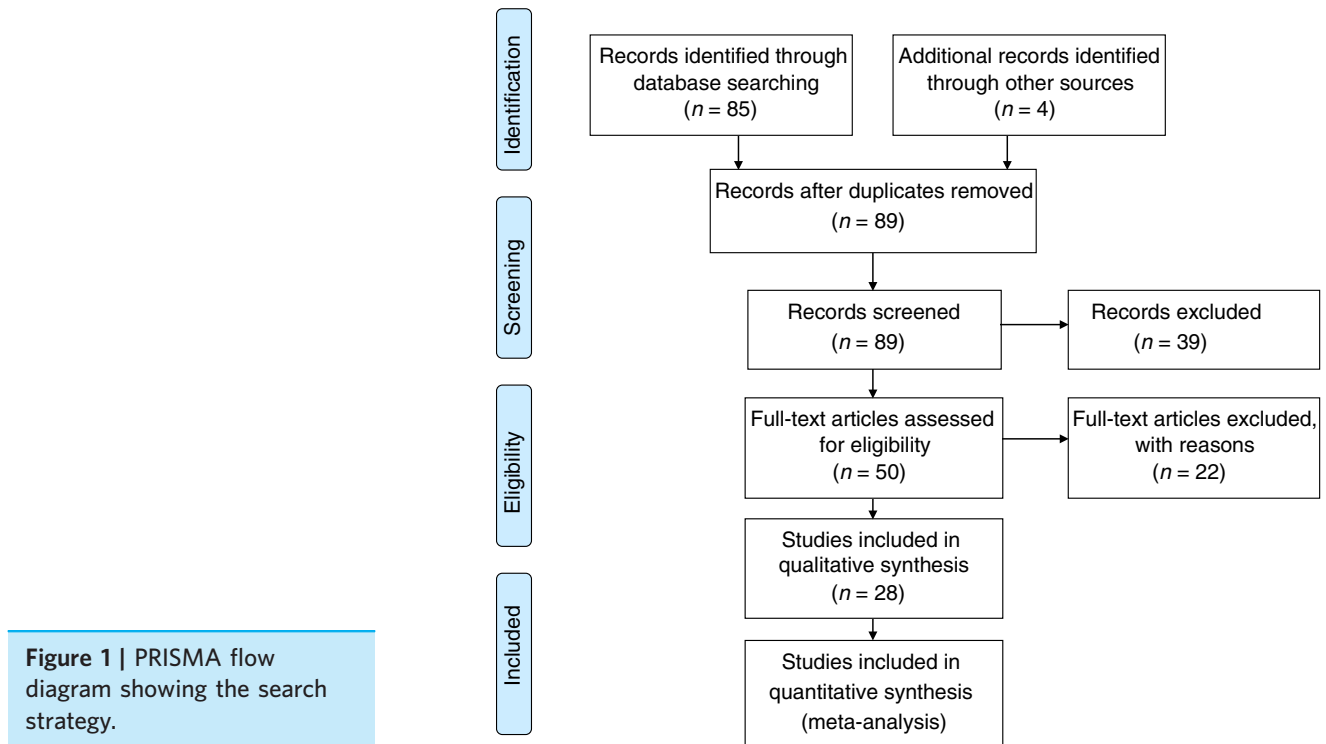 Identification
Records identified through
database searching
(n = 85)
Additional records identified
through other sources
(n = 4)
Records after duplicates removed
(n = 89)
Screening
Records screened
(n = 89)
Records excluded
(n = 39)
Eligibility
Full-text articles assessed
for eligibility
(n = 50)
Full-text articles excluded,
with reasons
(n = 22)
Studies included in
qualitative synthesis
(n = 28)
Included
Studies included in
quantitative synthesis
(meta-analysis)
Figure 1 | PRISMA flow
diagram showing the search
strategy.